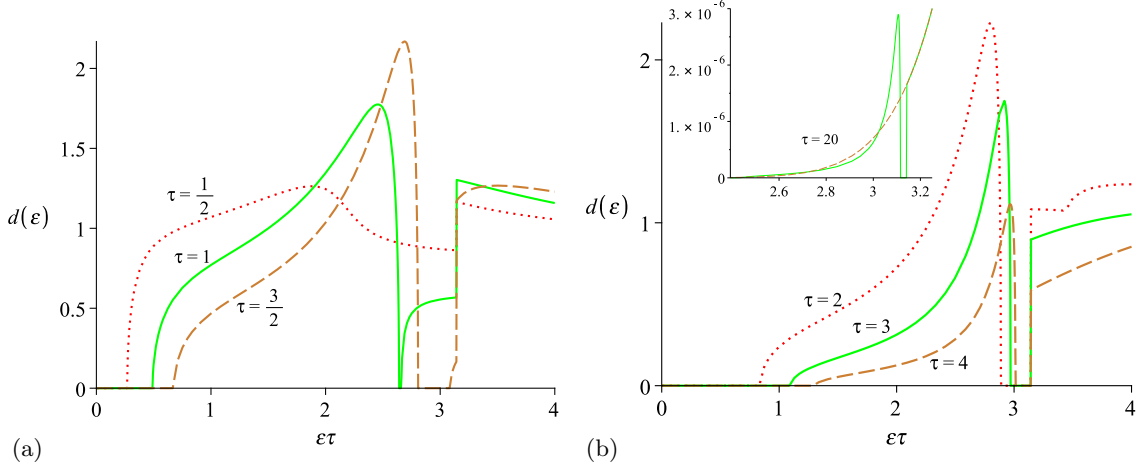 2
1.5
d(ε)
1
0.5
0
τ = 1/2
τ = 1
τ = 3/2
0 1 2 3 4
ετ
(a)
3. × 10⁻⁶
2. × 10⁻⁶
1. × 10⁻⁶
0
τ = 20
2.6 2.8 3 3.2
2
d(ε)
1
0
τ = 2
τ = 3
τ = 4
0 1 2 3 4
ετ
(b)